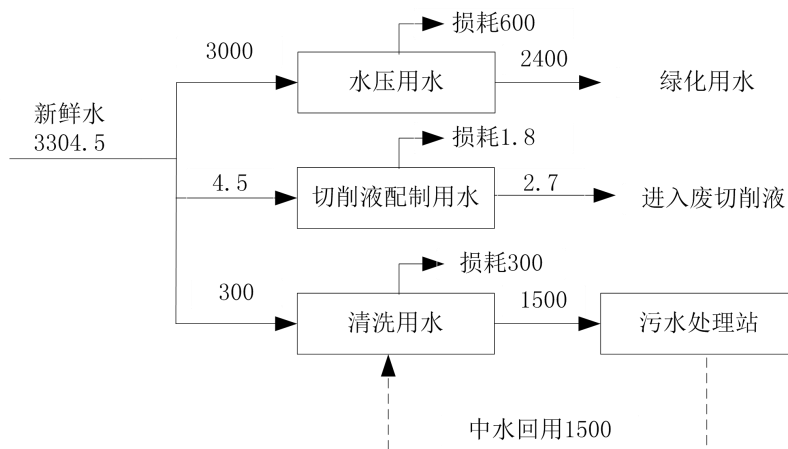 损耗600
3000
水压用水
2400
绿化用水
新鲜水
3304.5
损耗1.8
4.5
切削液配制用水
2.7
进入废切削液
损耗300
300
清洗用水
1500
污水处理站
中水回用1500